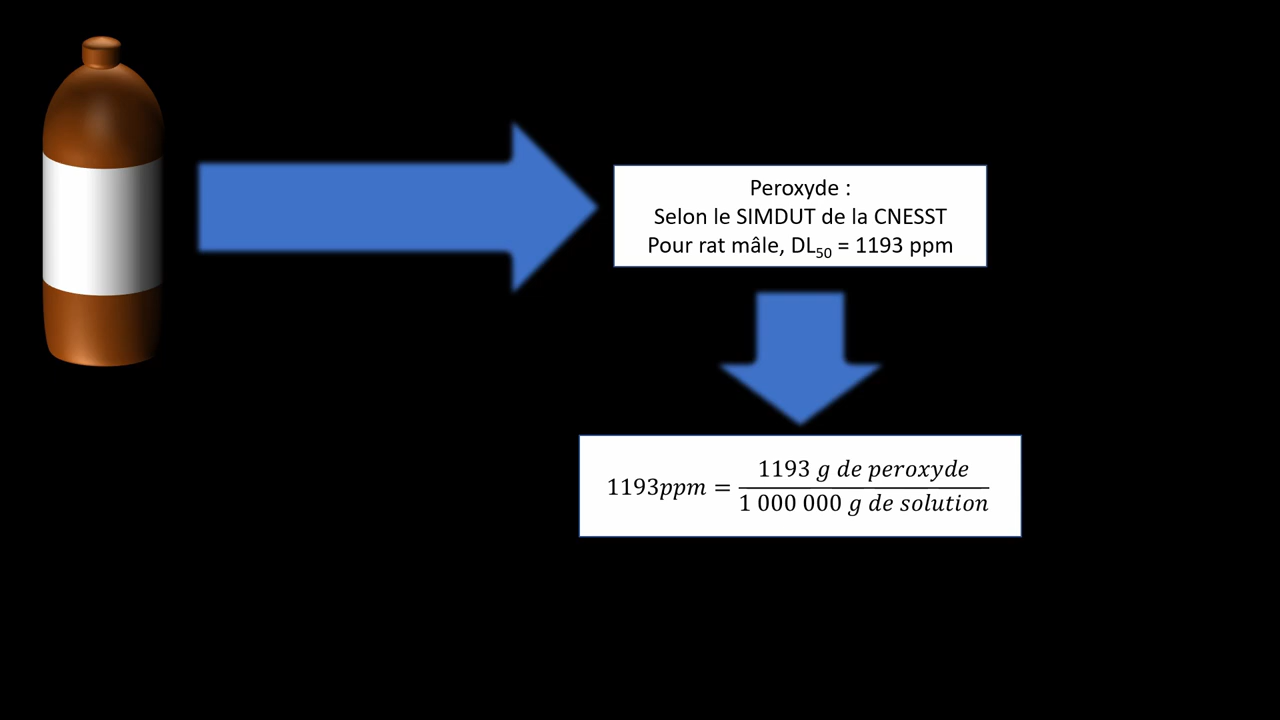 Peroxyde :
Selon le SIMDUT de la CNESST
Pour rat mâle, DL₅₀ = 1193 ppm
1193ppm = 1193 g de peroxyde / 1 000 000 g de solution